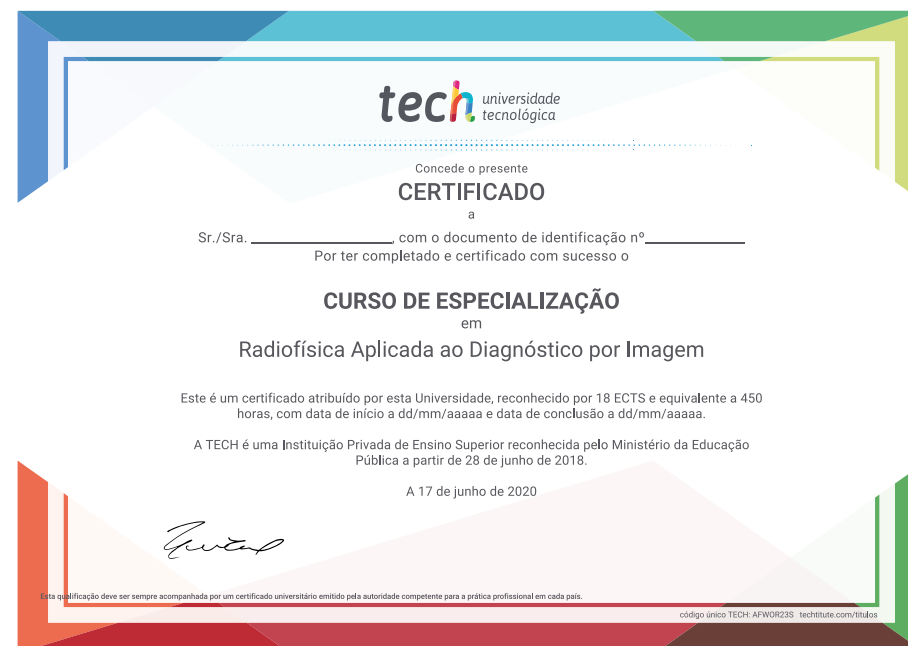 tech universidade
tecnológica
Concede o presente
CERTIFICADO
a
Sr./Sra. ________________, com o documento de identificação nº____________
Por ter completado e certificado com sucesso o
CURSO DE ESPECIALIZAÇÃO
em
Radiofísica Aplicada ao Diagnóstico por Imagem
Este é um certificado atribuído por esta Universidade, reconhecido por 18 ECTS e equivalente a 450
horas, com data de início a dd/mm/aaaaa e data de conclusão a dd/mm/aaaaa.
A TECH é uma Instituição Privada de Ensino Superior reconhecida pelo Ministério da Educação
Pública a partir de 28 de junho de 2018.
A 17 de junho de 2020
Esta qualificação deve ser sempre acompanhada por um certificado universitário emitido pela autoridade competente para a prática profissional em cada país.
código único TECH: AFWOR23S techtitute.com/titulos